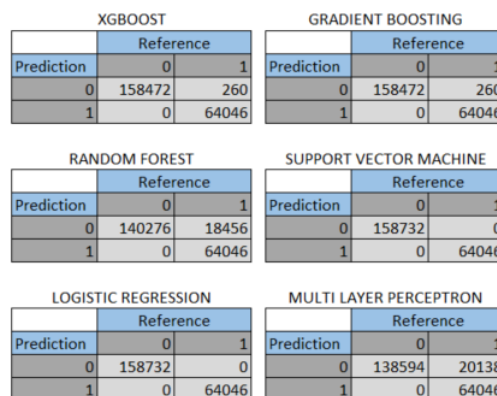 XGBOOST
Reference
Prediction 0 1
0 158472 260
1 0 64046
GRADIENT BOOSTING
Reference
Prediction 0 1
0 158472 260
1 0 64046
RANDOM FOREST
Reference
Prediction 0 1
0 140276 18456
1 0 64046
SUPPORT VECTOR MACHINE
Reference
Prediction 0 1
0 158732 0
1 0 64046
LOGISTIC REGRESSION
Reference
Prediction 0 1
0 158732 0
1 0 64046
MULTI LAYER PERCEPTRON
Reference
Prediction 0 1
0 138594 20138
1 0 64046